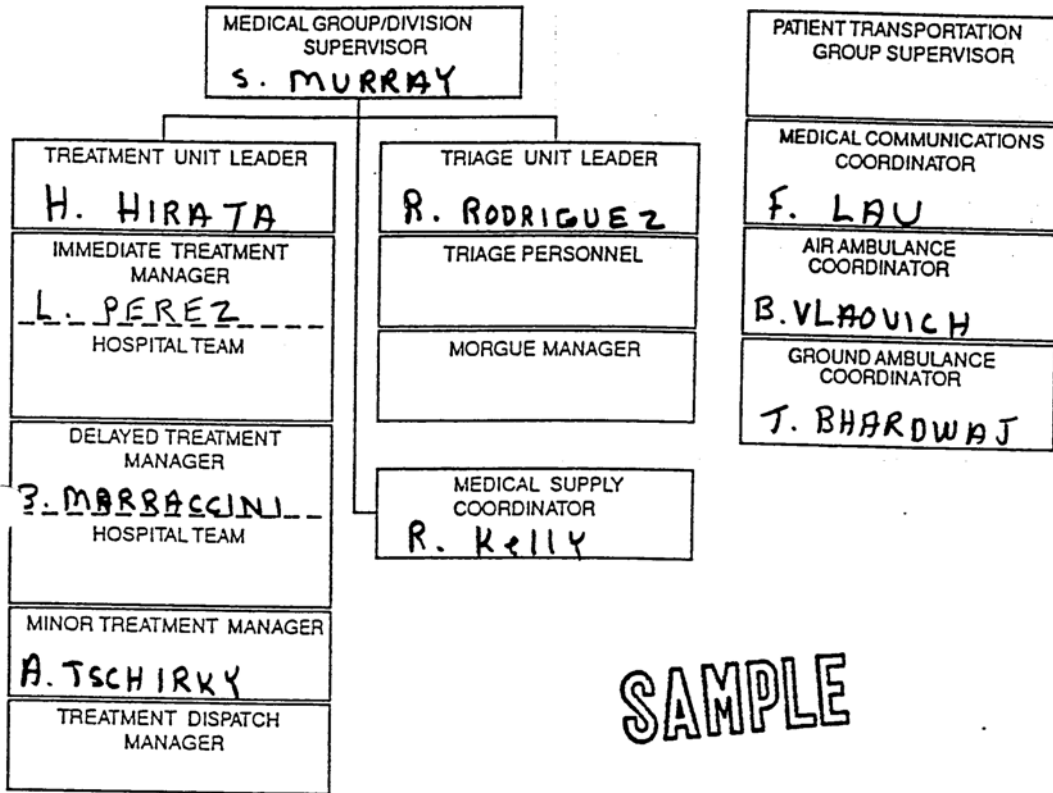 MEDICAL GROUP/DIVISION
SUPERVISOR
S. MURRAY
TREATMENT UNIT LEADER
H. HIRATA
IMMEDIATE TREATMENT
MANAGER
L. PEREZ
HOSPITAL TEAM
DELAYED TREATMENT
MANAGER
MARRACCINI
HOSPITAL TEAM
MINOR TREATMENT MANAGER
A. TSCHIRKY
TREATMENT DISPATCH
MANAGER
TRIAGE UNIT LEADER
R. RODRIGUEZ
TRIAGE PERSONNEL
MORGUE MANAGER
MEDICAL SUPPLY
COORDINATOR
R. Kelly
PATIENT TRANSPORTATION
GROUP SUPERVISOR
MEDICAL COMMUNICATIONS
COORDINATOR
F. LAU
AIR AMBULANCE
COORDINATOR
B. VLAOVICH
GROUND AMBULANCE
COORDINATOR
T. BHARDWAJ
SAMPLE